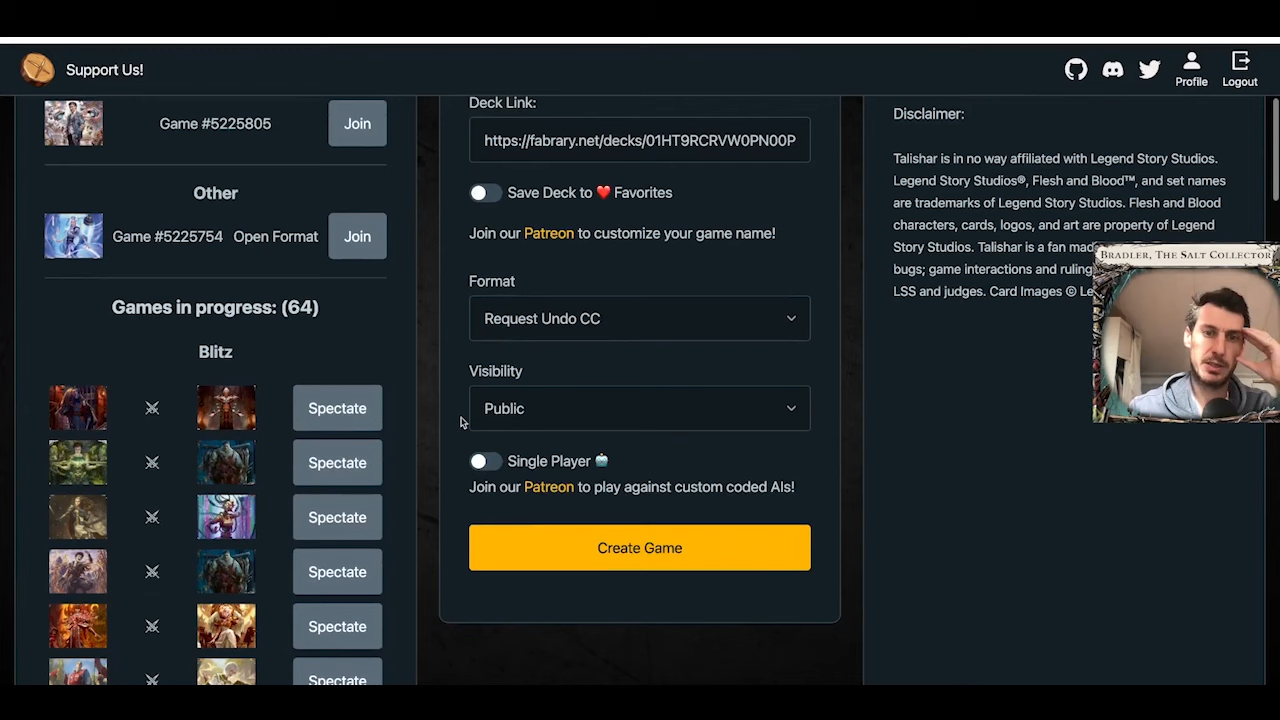 Support Us!
Profile
Logout
Game #5225805
Join
Other
Game #5225754
Open Format
Join
Games in progress: (64)
Blitz
Spectate
Spectate
Spectate
Spectate
Spectate
Spectate
Deck Link:
https://fabrary.net/decks/01HT9RCRVW0PN00P
Save Deck to ❤️ Favorites
Join our Patreon to customize your game name!
Format
Request Undo CC
Visibility
Public
Single Player 🤖
Join our Patreon to play against custom coded AIs!
Create Game
Disclaimer:
Talishar is in no way affiliated with Legend Story Studios.
Legend Story Studios®, Flesh and Blood™, and set names
are trademarks of Legend Story Studios. Flesh and Blood
characters, cards, logos, and art are property of Legend
Story Studios. Talishar is a fan mad
bugs; game interactions and ruling
LSS and judges. Card Images © Le
Bradler, The Salt Collector